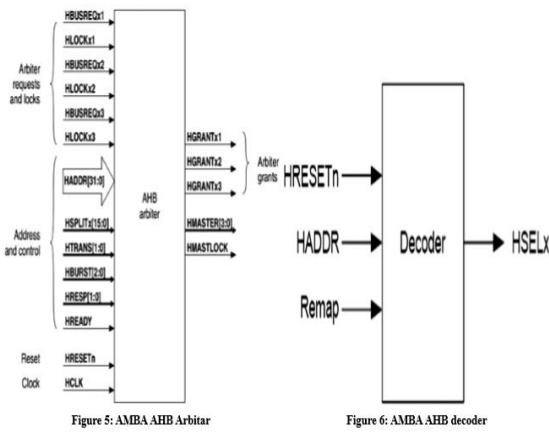 HBUSREQx1
HLOCKx1
HBUSREQx2
HLOCKx2
HBUSREQx3
HLOCKx3
Arbiter
requests
and locks
HADDR[31:0]
HSPLITx[15:0]
HTRANS[1:0]
HBURST[2:0]
HRESP[1:0]
HREADY
Address
and control
Reset
HRESETn
Clock
HCLK
AHB
arbiter
HGRANTx1
HGRANTx2
HGRANTx3
Arbiter
grants
HMASTER[3:0]
HMASTLOCK
Figure 5: AMBA AHB Arbitar
HRESETn
HADDR
Remap
Decoder
HSELx
Figure 6: AMBA AHB decoder